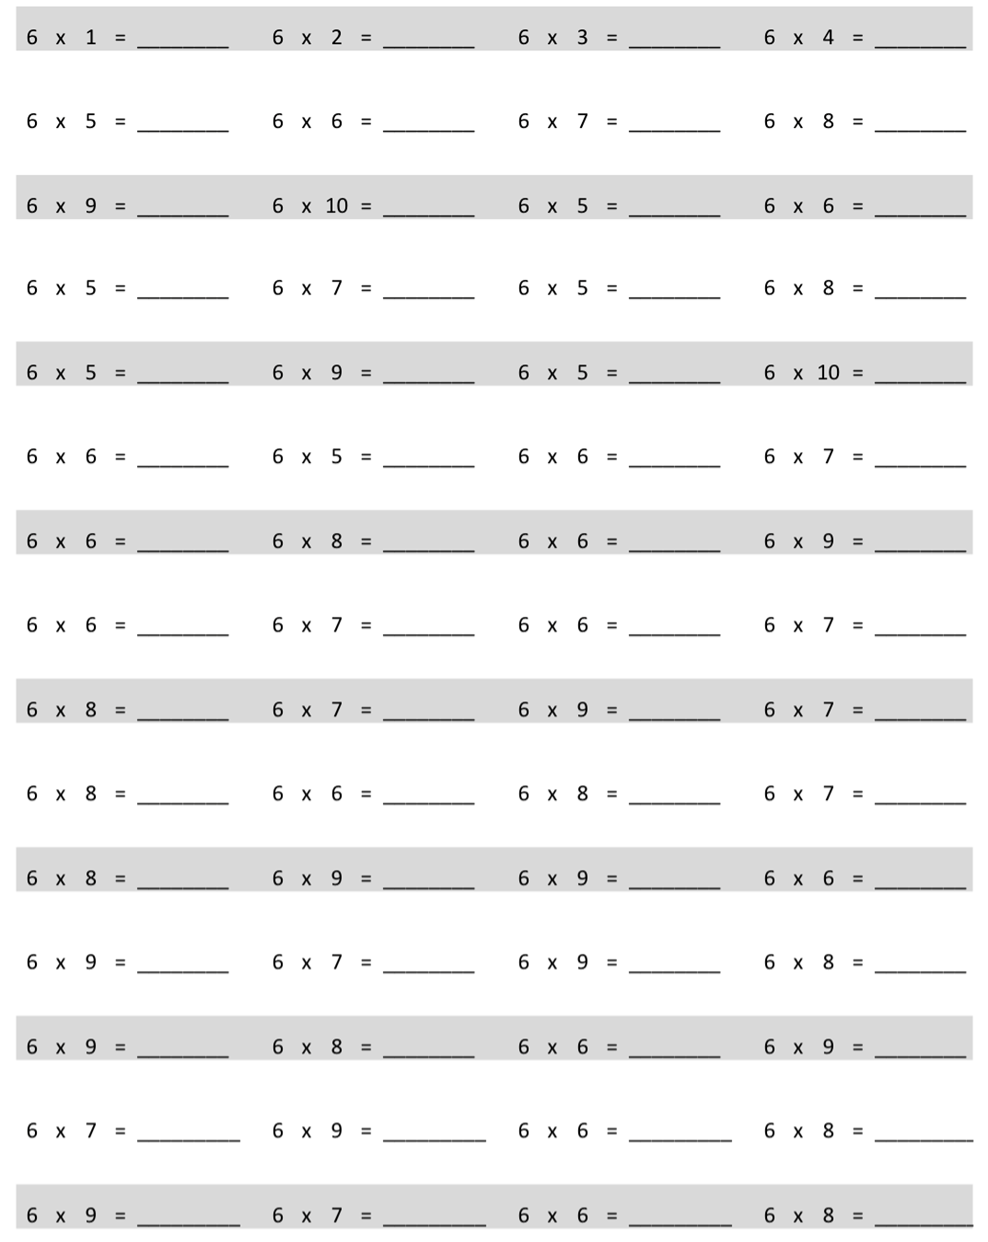 6 x 1 = ________ 6 x 2 = ________ 6 x 3 = ________ 6 x 4 = ________
6 x 5 = ________ 6 x 6 = ________ 6 x 7 = ________ 6 x 8 = ________
6 x 9 = ________ 6 x 10 = ________ 6 x 5 = ________ 6 x 6 = ________
6 x 5 = ________ 6 x 7 = ________ 6 x 5 = ________ 6 x 8 = ________
6 x 5 = ________ 6 x 9 = ________ 6 x 5 = ________ 6 x 10 = ________
6 x 6 = ________ 6 x 5 = ________ 6 x 6 = ________ 6 x 7 = ________
6 x 6 = ________ 6 x 8 = ________ 6 x 6 = ________ 6 x 9 = ________
6 x 6 = ________ 6 x 7 = ________ 6 x 6 = ________ 6 x 7 = ________
6 x 8 = ________ 6 x 7 = ________ 6 x 9 = ________ 6 x 7 = ________
6 x 8 = ________ 6 x 6 = ________ 6 x 8 = ________ 6 x 7 = ________
6 x 8 = ________ 6 x 9 = ________ 6 x 9 = ________ 6 x 6 = ________
6 x 9 = ________ 6 x 7 = ________ 6 x 9 = ________ 6 x 8 = ________
6 x 9 = ________ 6 x 8 = ________ 6 x 6 = ________ 6 x 9 = ________
6 x 7 = _________ 6 x 9 = _________ 6 x 6 = _________ 6 x 8 = _________
6 x 9 = _________ 6 x 7 = _________ 6 x 6 = _________ 6 x 8 = _________